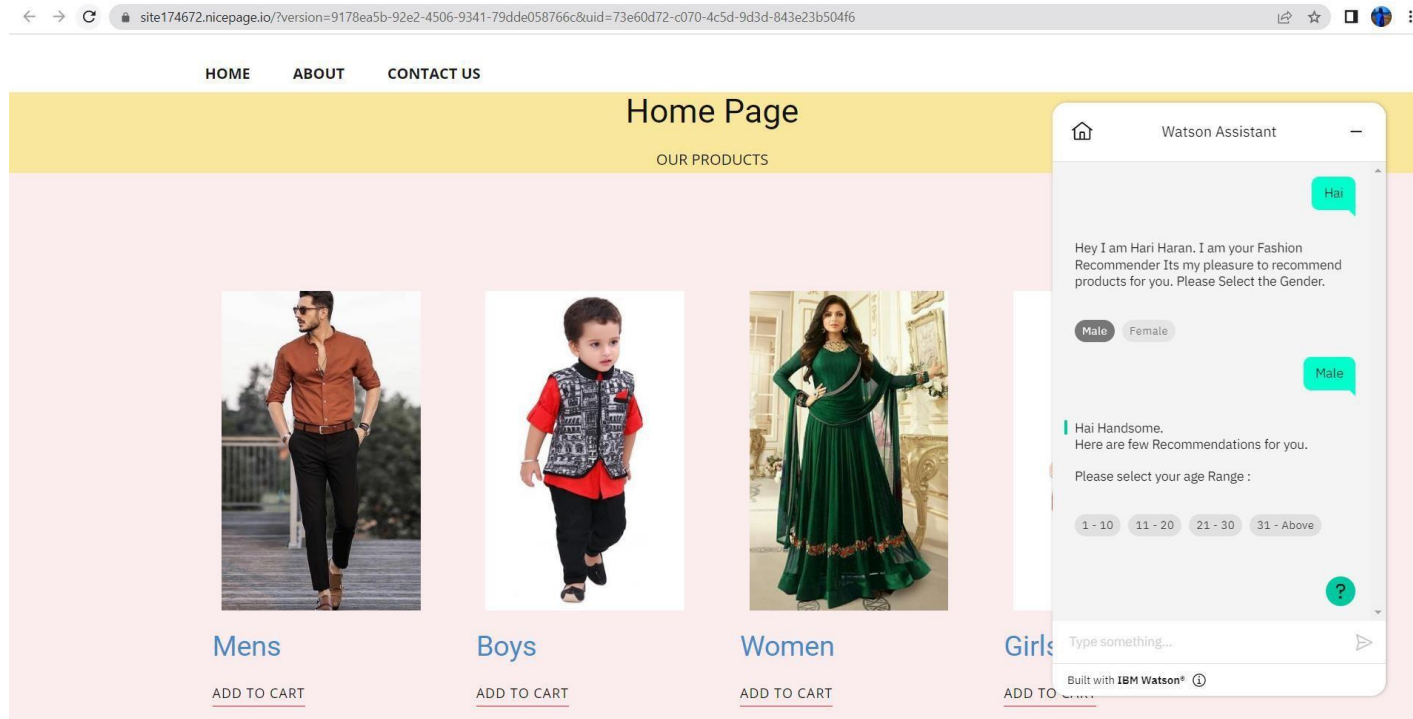 site174672.nicepage.io/?version=9178ea5b-92e2-4506-9341-79dde058766c&uid=73e60d72-c070-4c5d-9d3d-843e23b504f6
HOME ABOUT CONTACT US
Home Page
OUR PRODUCTS
Mens
ADD TO CART
Boys
ADD TO CART
Women
ADD TO CART
Girls
ADD TO CART
Watson Assistant
Hai
Hey I am Hari Haran. I am your Fashion
Recommender Its my pleasure to recommend
products for you. Please Select the Gender.
Male Female
Male
Hai Handsome.
Here are few Recommendations for you.
Please select your age Range :
1 - 10 11 - 20 21 - 30 31 - Above
?
Type something...
Built with IBM Watson®